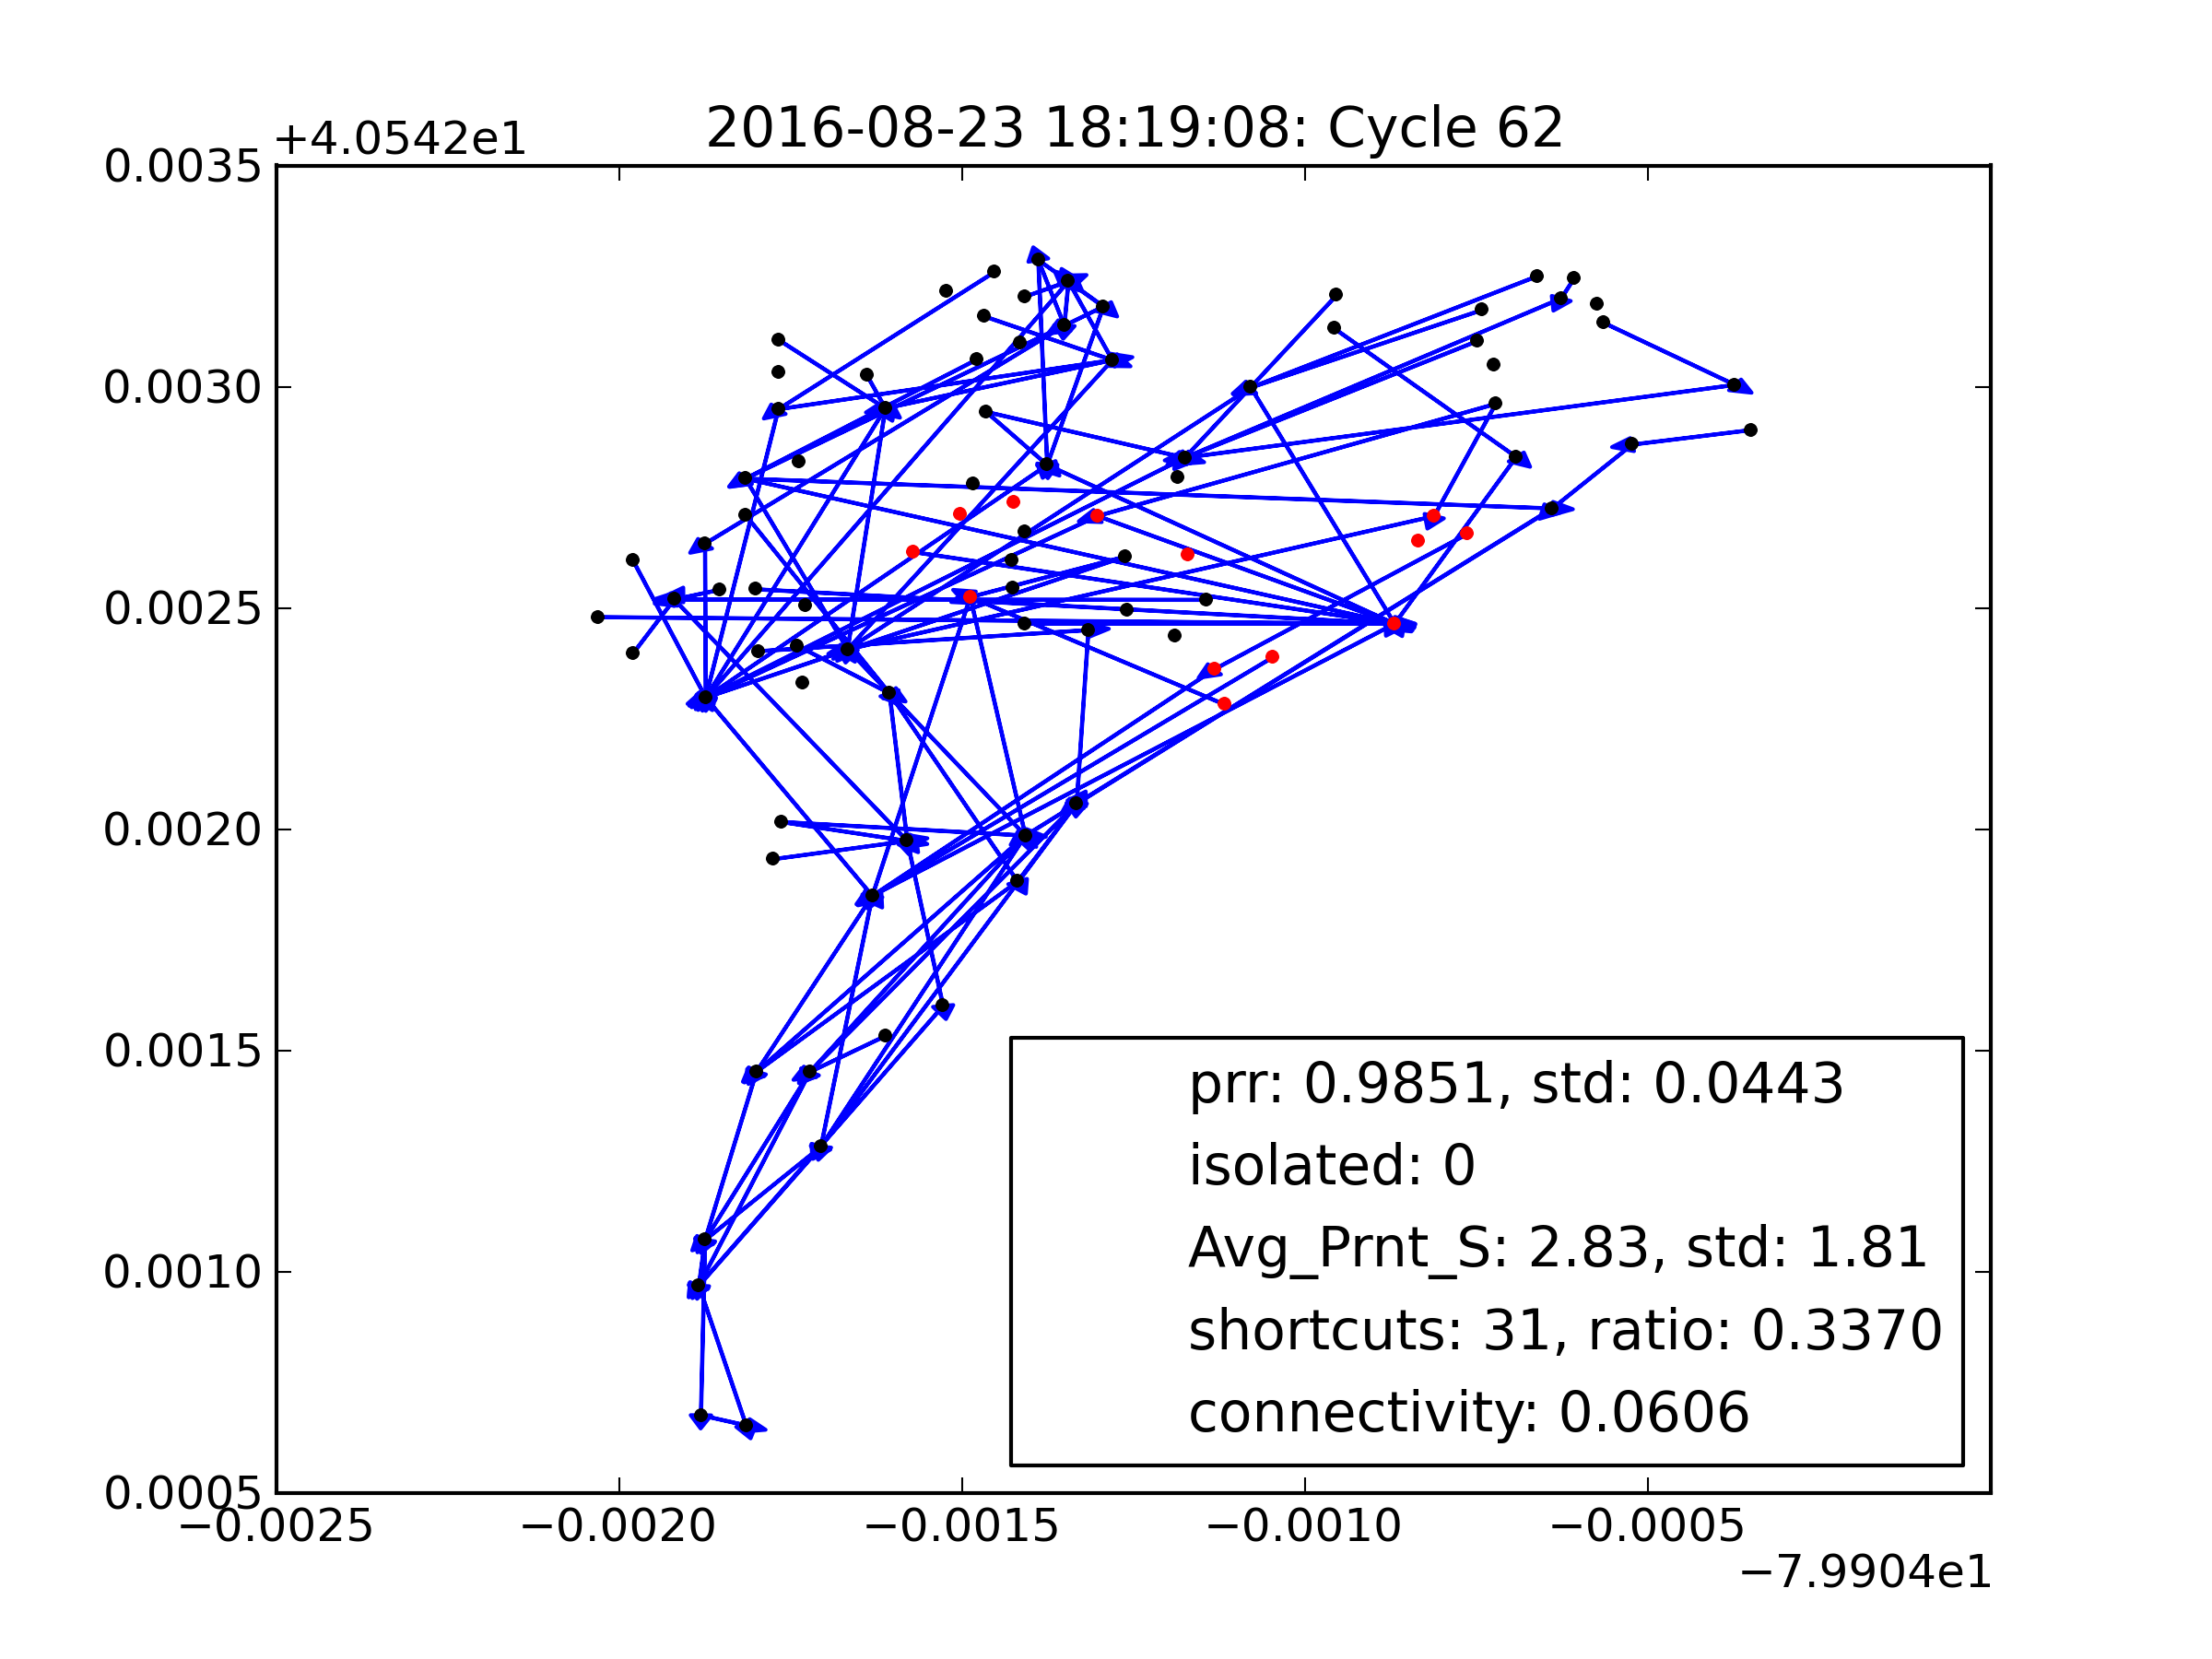 2016-08-23 18:19:08: Cycle 62
+4.0542e1
0.0035
0.0030
0.0025
0.0020
0.0015
0.0010
0.0005
prr: 0.9851, std: 0.0443
isolated: 0
Avg_Prnt_S: 2.83, std: 1.81
shortcuts: 31, ratio: 0.3370
connectivity: 0.0606
−0.0025 −0.0020 −0.0015 −0.0010 −0.0005
−7.9904e1